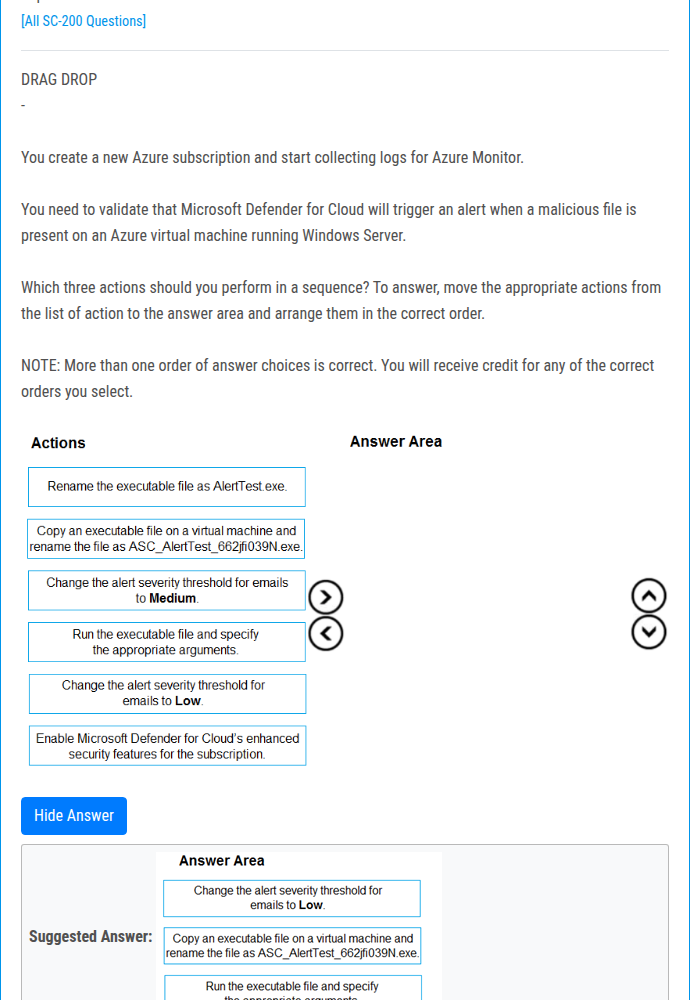 [All SC-200 Questions]
DRAG DROP
-
You create a new Azure subscription and start collecting logs for Azure Monitor.
You need to validate that Microsoft Defender for Cloud will trigger an alert when a malicious file is
present on an Azure virtual machine running Windows Server.
Which three actions should you perform in a sequence? To answer, move the appropriate actions from
the list of action to the answer area and arrange them in the correct order.
NOTE: More than one order of answer choices is correct. You will receive credit for any of the correct
orders you select.
Actions
Answer Area
Rename the executable file as AlertTest.exe.
Copy an executable file on a virtual machine and
rename the file as ASC_AlertTest_662jfi039N.exe.
Change the alert severity threshold for emails
to Medium.
Run the executable file and specify
the appropriate arguments.
Change the alert severity threshold for
emails to Low.
Enable Microsoft Defender for Cloud's enhanced
security features for the subscription.
Hide Answer
Answer Area
Suggested Answer:
Change the alert severity threshold for
emails to Low.
Copy an executable file on a virtual machine and
rename the file as ASC_AlertTest_662jfi039N.exe.
Run the executable file and specify
the appropriate arguments.